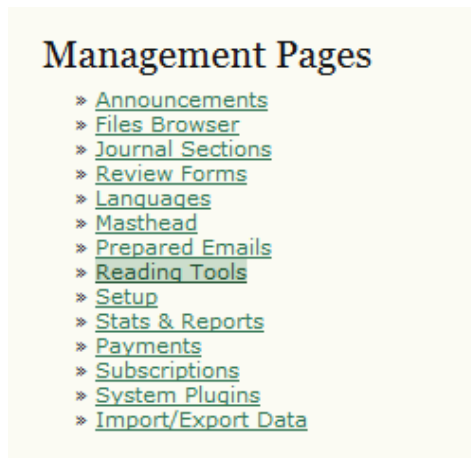 Management Pages
» Announcements
» Files Browser
» Journal Sections
» Review Forms
» Languages
» Masthead
» Prepared Emails
» Reading Tools
» Setup
» Stats & Reports
» Payments
» Subscriptions
» System Plugins
» Import/Export Data